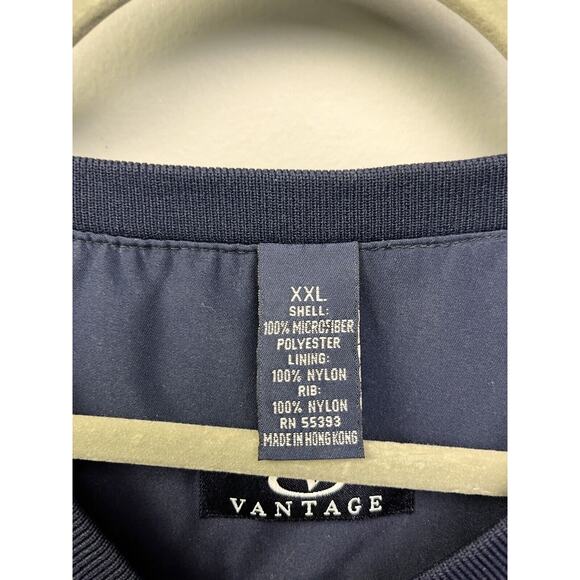 XXL
SHELL:
100% MICROFIBER
POLYESTER
LINING:
100% NYLON
RIB:
100% NYLON
RN 55393
MADE IN HONG KONG
VANTAGE